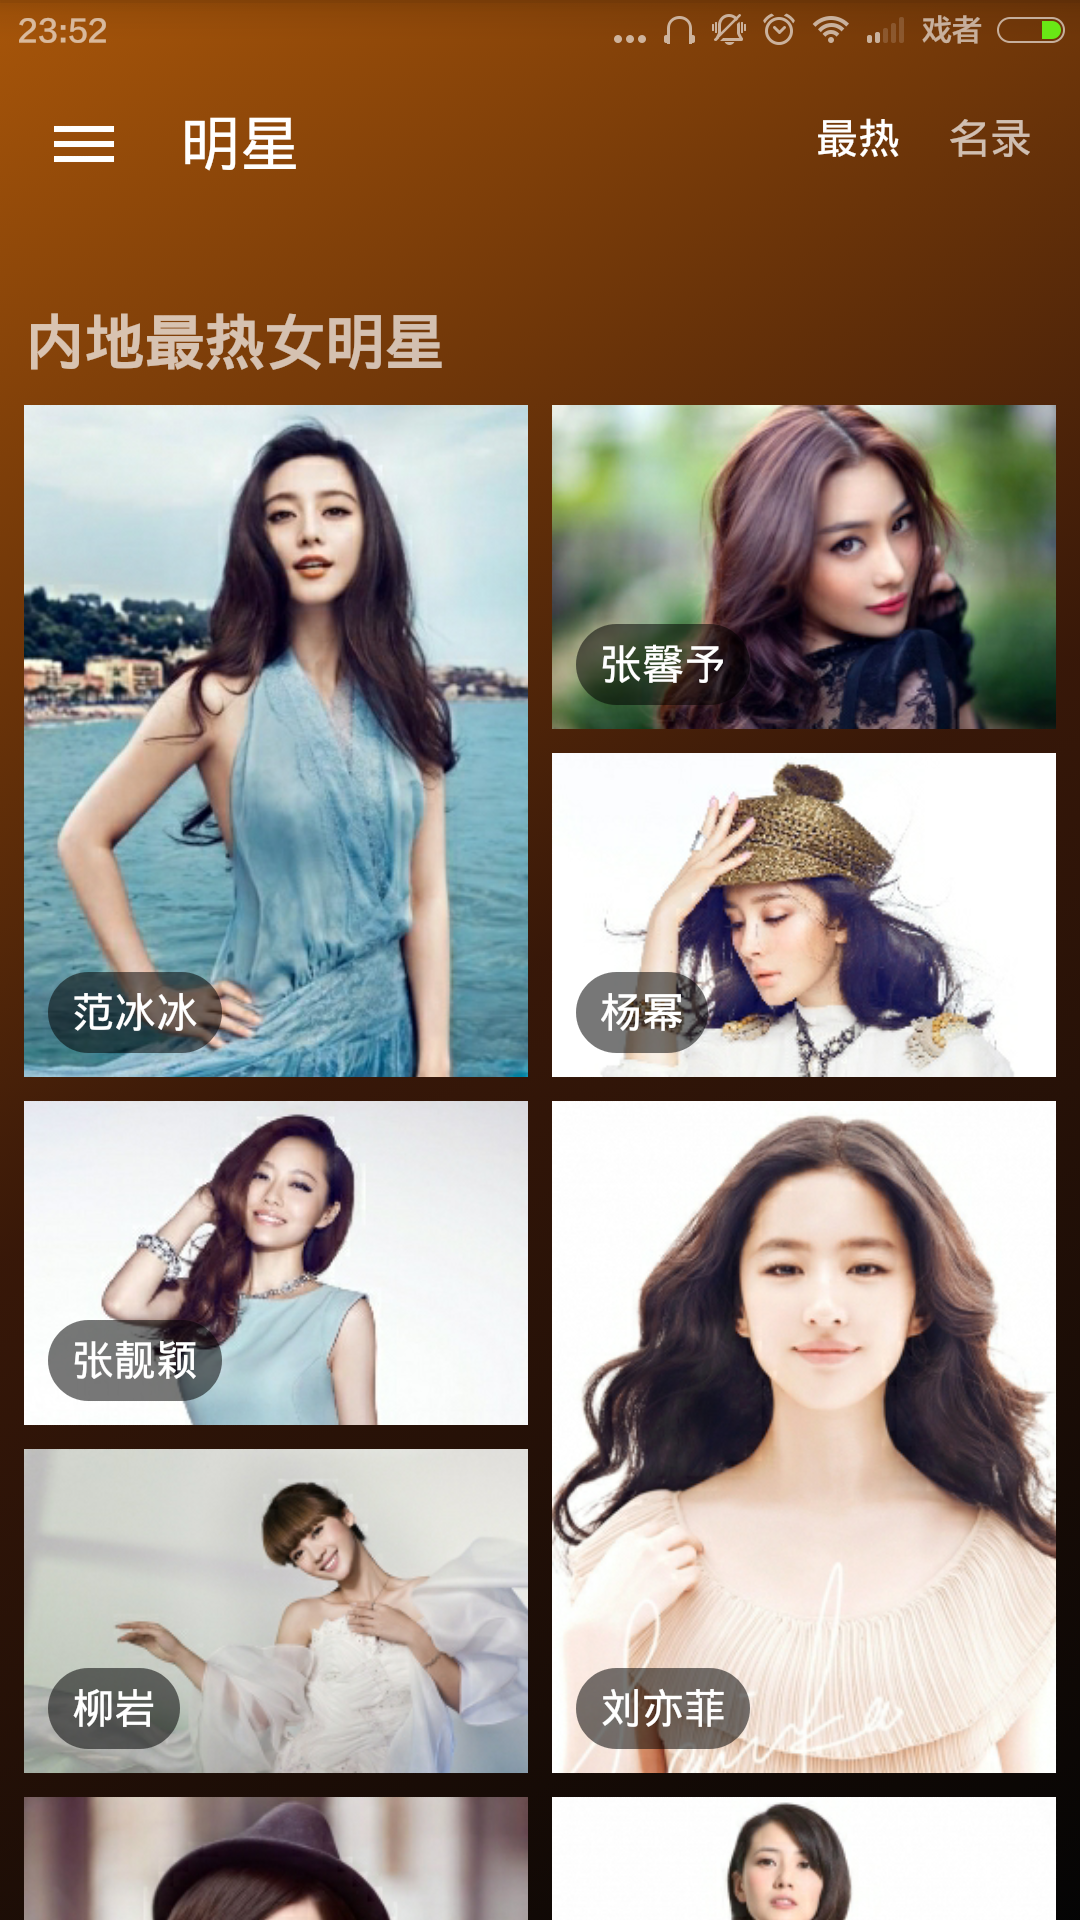 23:52 ... 戏者
明星 最热 名录
内地最热女明星
张馨予
范冰冰
杨幂
张靓颖
柳岩
刘亦菲